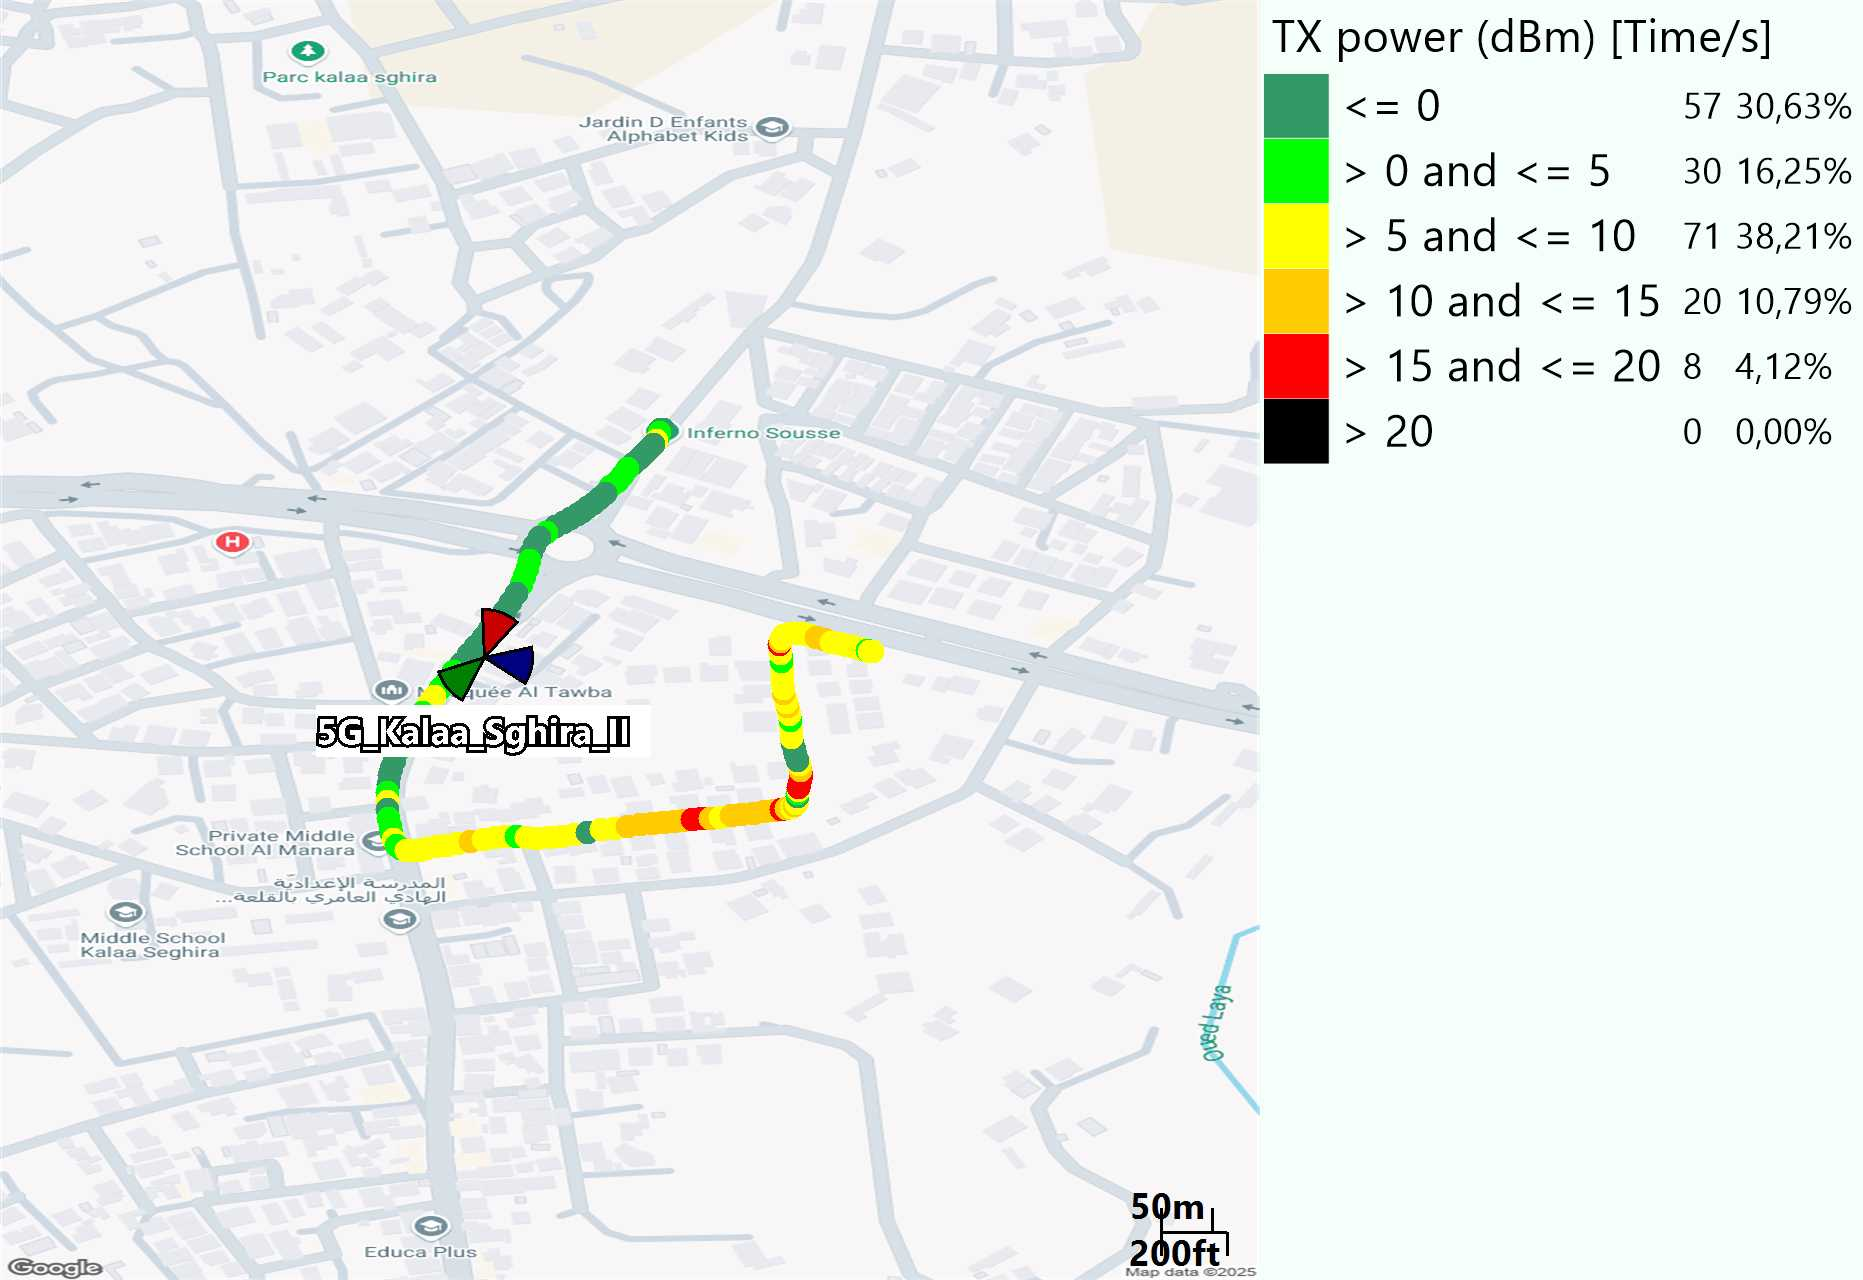 Parc kalaa sghira
Jardin D Enfants
Alphabet Kids
Inferno Sousse
H
Mosquée Al Tawba
5G_Kalaa_Sghira_II
Private Middle
School Al Manara
المدرسة الإعداديّة
الهادي العامري بالقلعة...
Middle School
Kalaa Seghira
Oued Laya
Educa Plus
50m
200ft
Google
Map data ©2025
TX power (dBm) [Time/s]
<= 0 57 30,63%
> 0 and <= 5 30 16,25%
> 5 and <= 10 71 38,21%
> 10 and <= 15 20 10,79%
> 15 and <= 20 8 4,12%
> 20 0 0,00%